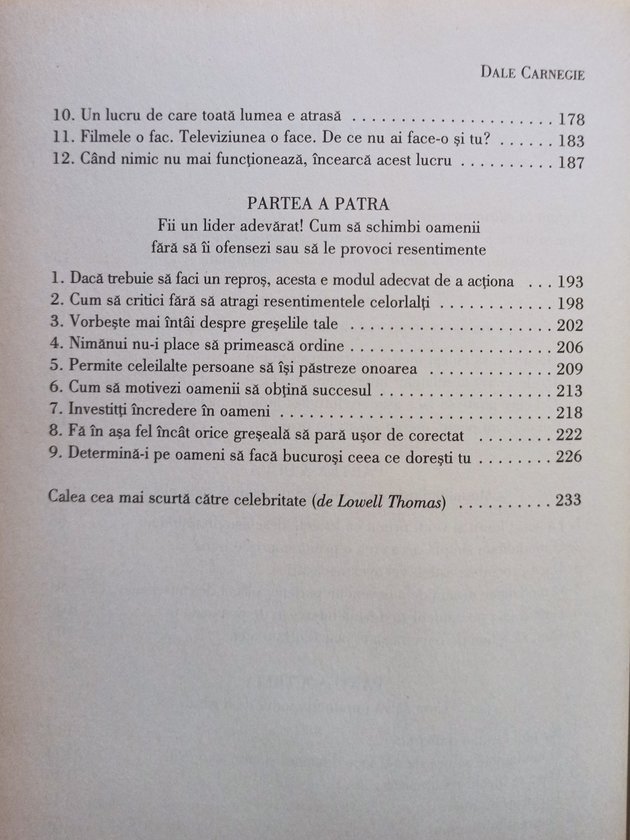 DALE CARNEGIE
10. Un lucru de care toată lumea e atrasă . . . . . . . . . . . . . . . . . . . . . 178
11. Filmele o fac. Televiziunea o face. De ce nu ai face-o și tu? . . . . . . 183
12. Când nimic nu mai funcționează, încearcă acest lucru . . . . . . . . . . 187
PARTEA A PATRA
Fii un lider adevărat! Cum să schimbi oamenii
fără să îi ofensezi sau să le provoci resentimente
1. Dacă trebuie să faci un reproș, acesta e modul adecvat de a acționa . . . 193
2. Cum să critici fără să atragi resentimentele celorlalți . . . . . . . . . . . . 198
3. Vorbește mai întâi despre greșelile tale . . . . . . . . . . . . . . . . . . . . . 202
4. Nimănui nu-i place să primească ordine . . . . . . . . . . . . . . . . . . . . . 206
5. Permite celeilalte persoane să își păstreze onoarea . . . . . . . . . . . . . 209
6. Cum să motivezi oamenii să obțină succesul . . . . . . . . . . . . . . . . . . 213
7. Investitți încredere în oameni . . . . . . . . . . . . . . . . . . . . . . . . . . . 218
8. Fă în așa fel încât orice greșeală să pară ușor de corectat . . . . . . . . 222
9. Determină-i pe oameni să facă bucuroși ceea ce dorești tu . . . . . . . . 226
Calea cea mai scurtă către celebritate (de Lowell Thomas) . . . . . . . . . . 233